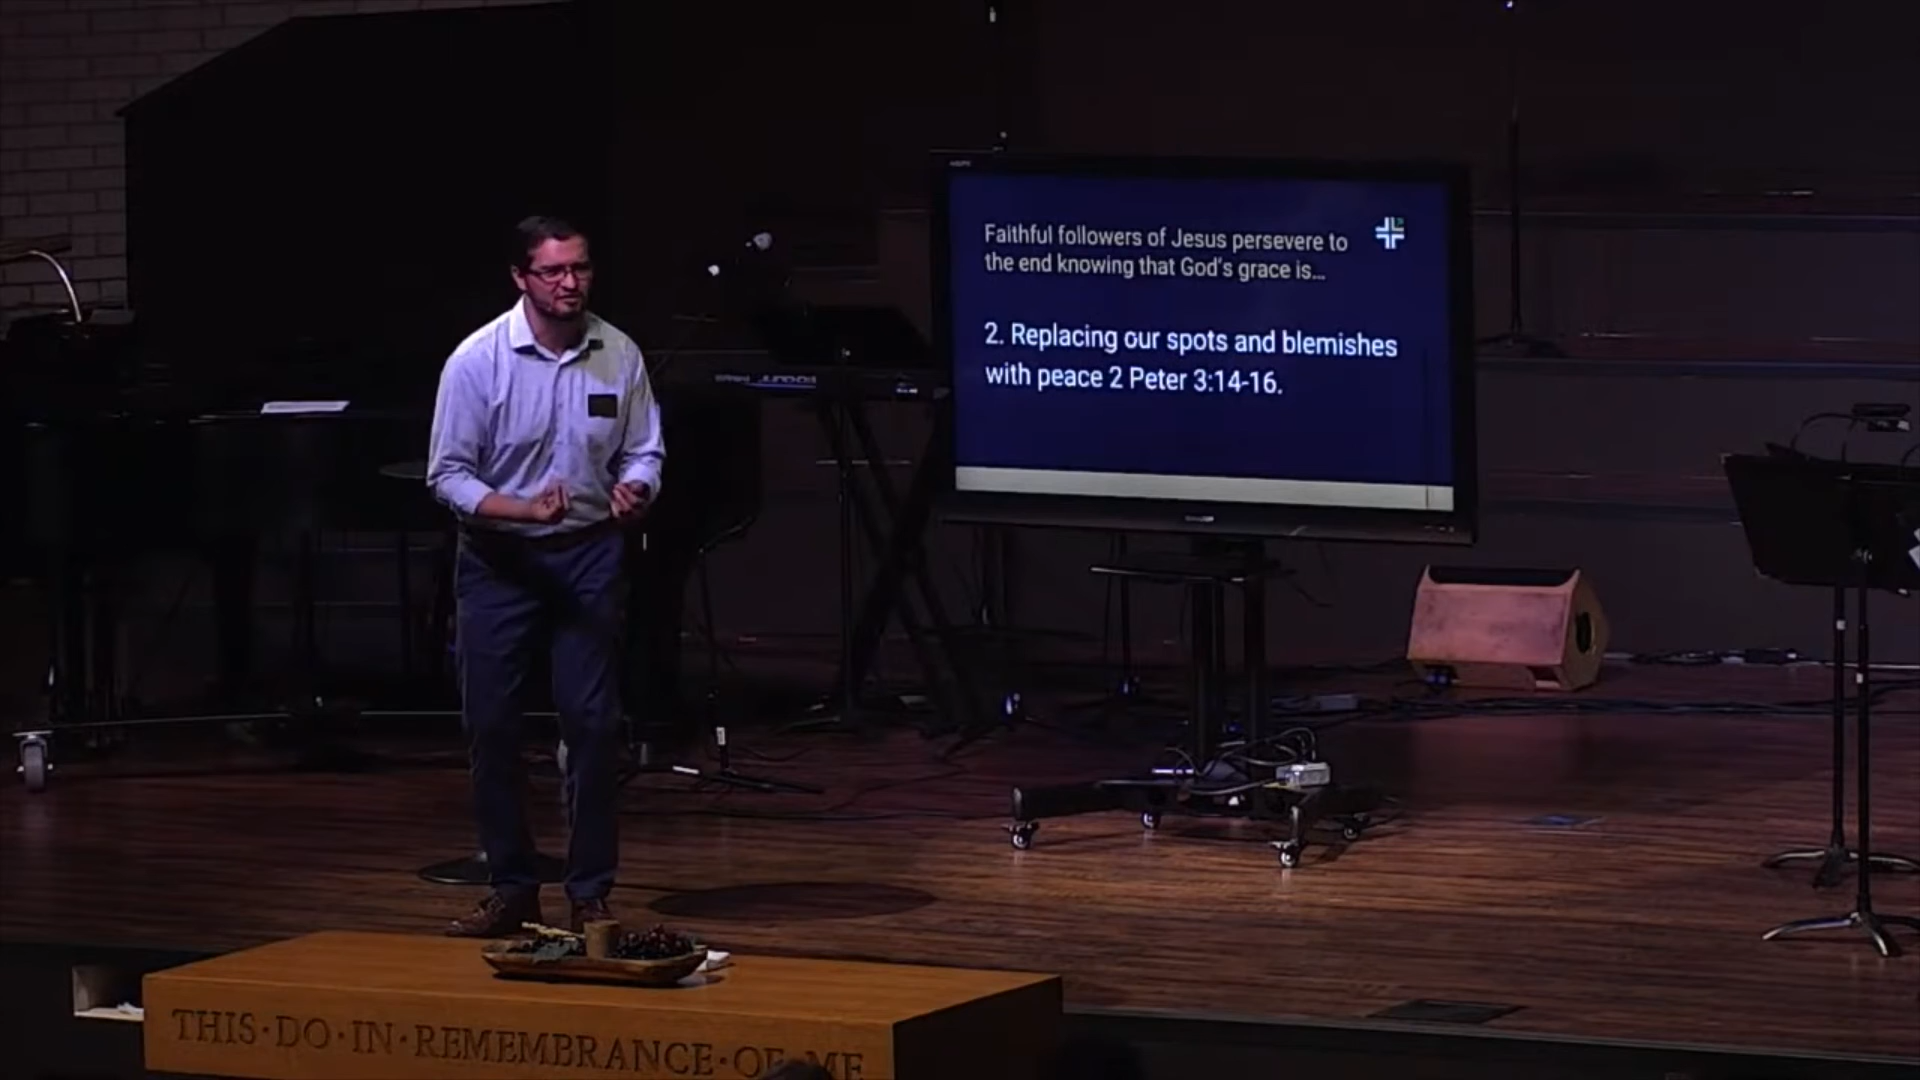 Faithful followers of Jesus persevere to
the end knowing that God's grace is...
2. Replacing our spots and blemishes
with peace 2 Peter 3:14-16.
THIS·DO·IN·REMEMBRANCE·OF·ME